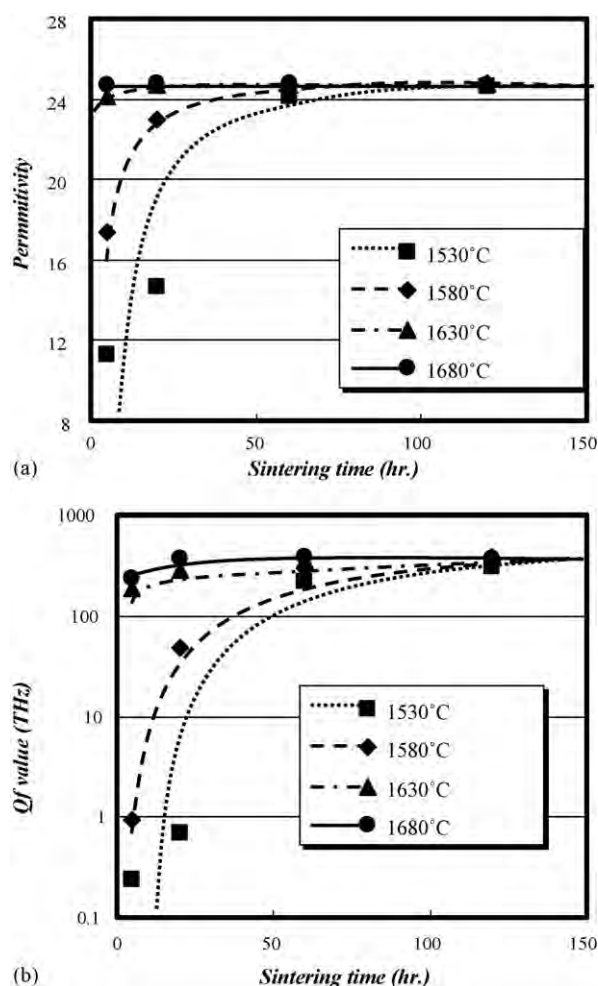 28
24
20
16
12
8
Permmitivity
1530°C
1580°C
1630°C
1680°C
0
50
100
150
(a)
Sintering time (hr.)
1000
100
10
1
0.1
Qf value (THz)
1530°C
1580°C
1630°C
1680°C
0
50
100
150
(b)
Sintering time (hr.)